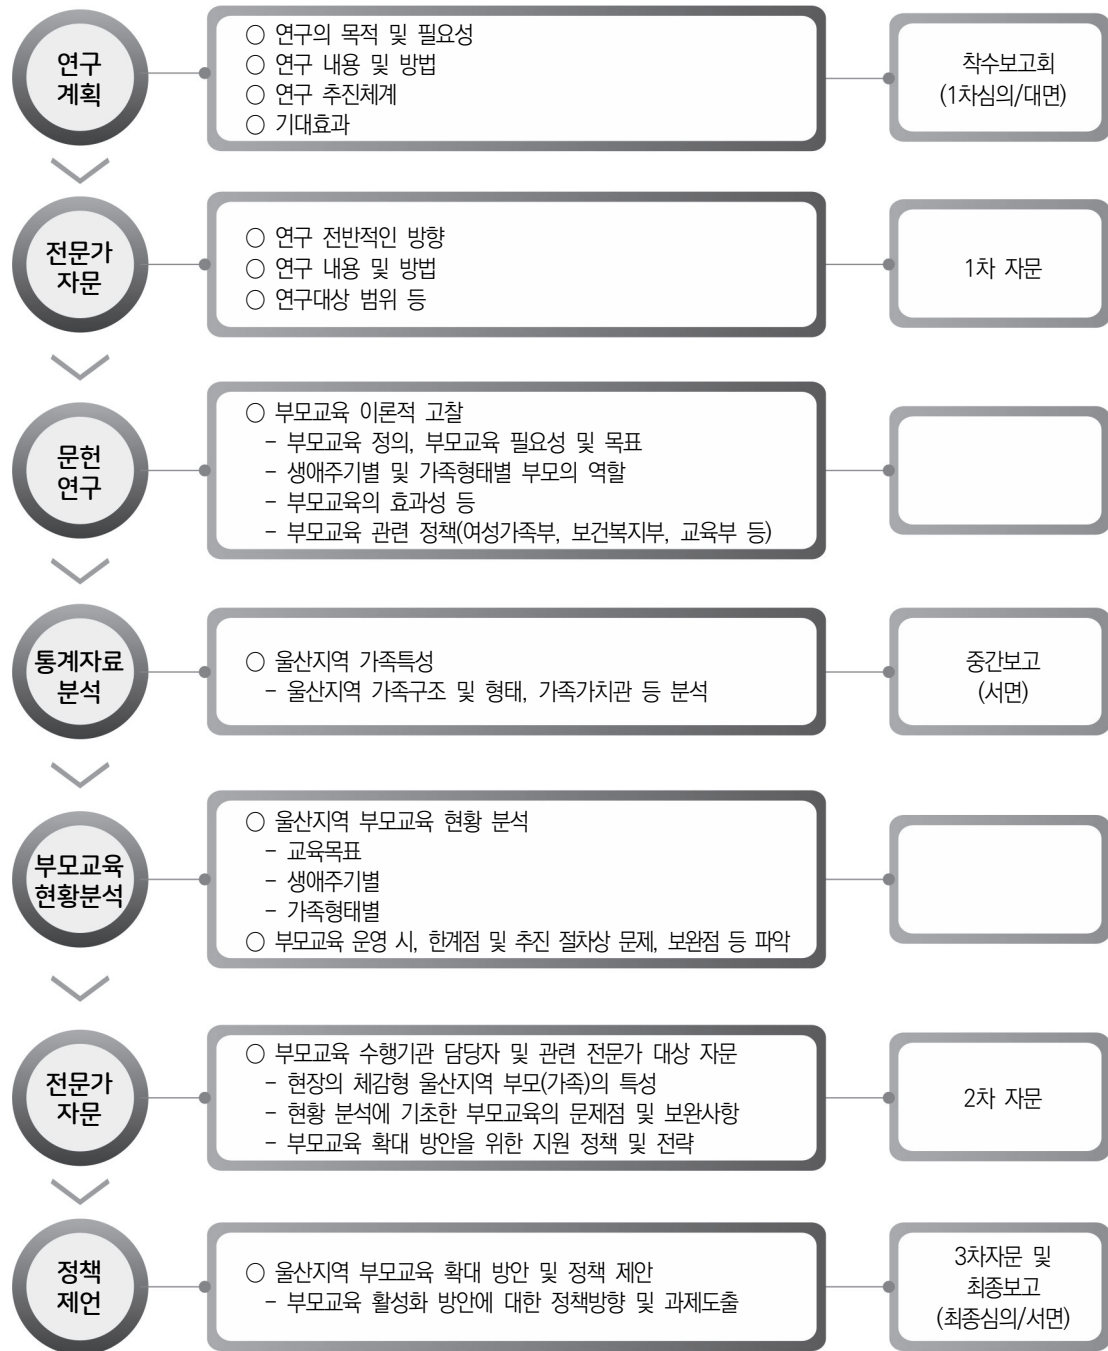 연구
계획
○ 연구의 목적 및 필요성
○ 연구 내용 및 방법
○ 연구 추진체계
○ 기대효과
착수보고회
(1차심의/대면)
전문가
자문
○ 연구 전반적인 방향
○ 연구 내용 및 방법
○ 연구대상 범위 등
1차 자문
문헌
연구
○ 부모교육 이론적 고찰
- 부모교육 정의, 부모교육 필요성 및 목표
- 생애주기별 및 가족형태별 부모의 역할
- 부모교육의 효과성 등
- 부모교육 관련 정책(여성가족부, 보건복지부, 교육부 등)
통계자료
분석
○ 울산지역 가족특성
- 울산지역 가족구조 및 형태, 가족가치관 등 분석
중간보고
(서면)
부모교육
현황분석
○ 울산지역 부모교육 현황 분석
- 교육목표
- 생애주기별
- 가족형태별
○ 부모교육 운영 시, 한계점 및 추진 절차상 문제, 보완점 등 파악
전문가
자문
○ 부모교육 수행기관 담당자 및 관련 전문가 대상 자문
- 현장의 체감형 울산지역 부모(가족)의 특성
- 현황 분석에 기초한 부모교육의 문제점 및 보완사항
- 부모교육 확대 방안을 위한 지원 정책 및 전략
2차 자문
정책
제언
○ 울산지역 부모교육 확대 방안 및 정책 제안
- 부모교육 활성화 방안에 대한 정책방향 및 과제도출
3차자문 및
최종보고
(최종심의/서면)